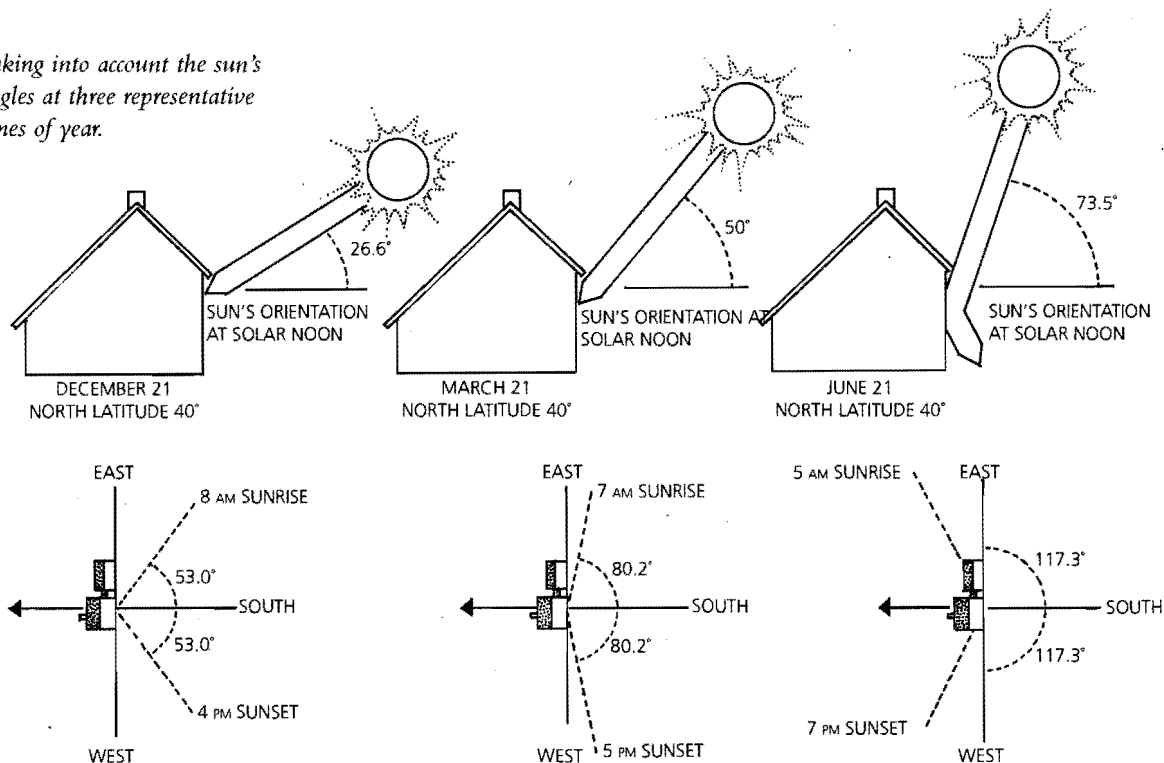 king into account the sun's
gles at three representative
nes of year.
26.6°
SUN'S ORIENTATION
AT SOLAR NOON
DECEMBER 21
NORTH LATITUDE 40°
50°
SUN'S ORIENTATION AT
SOLAR NOON
MARCH 21
NORTH LATITUDE 40°
73.5°
SUN'S ORIENTATION
AT SOLAR NOON
JUNE 21
NORTH LATITUDE 40°
EAST
8 AM SUNRISE
53.0°
SOUTH
53.0°
4 PM SUNSET
WEST
EAST
7 AM SUNRISE
80.2°
SOUTH
80.2°
WEST
5 PM SUNSET
5 AM SUNRISE
EAST
117.3°
SOUTH
117.3°
7 PM SUNSET
WEST